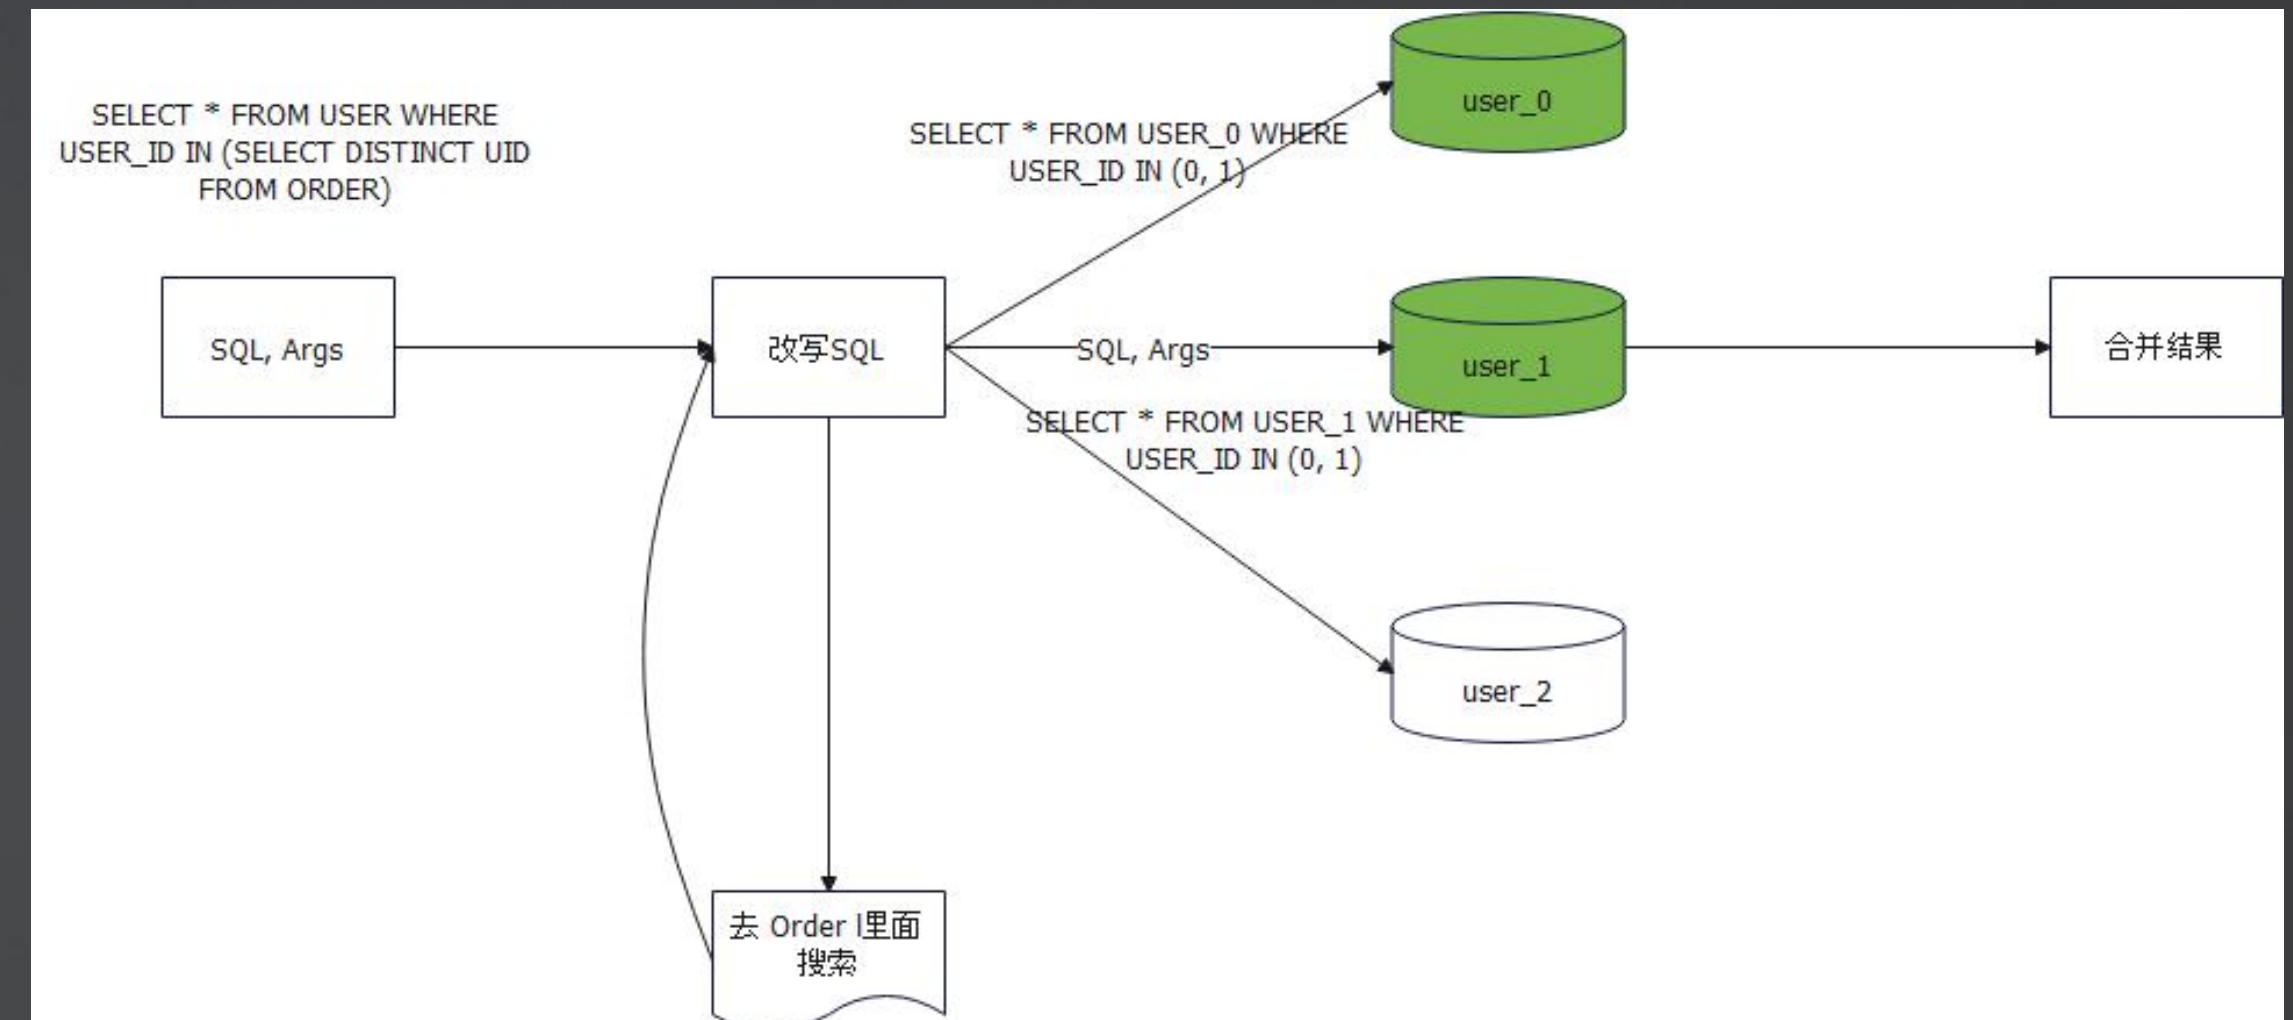 SELECT * FROM USER WHERE
USER_ID IN (SELECT DISTINCT UID
FROM ORDER)
SQL, Args
改写SQL
SELECT * FROM USER_0 WHERE
USER_ID IN (0, 1)
user_0
SQL, Args
user_1
合并结果
SELECT * FROM USER_1 WHERE
USER_ID IN (0, 1)
user_2
去 Order l里面
搜索